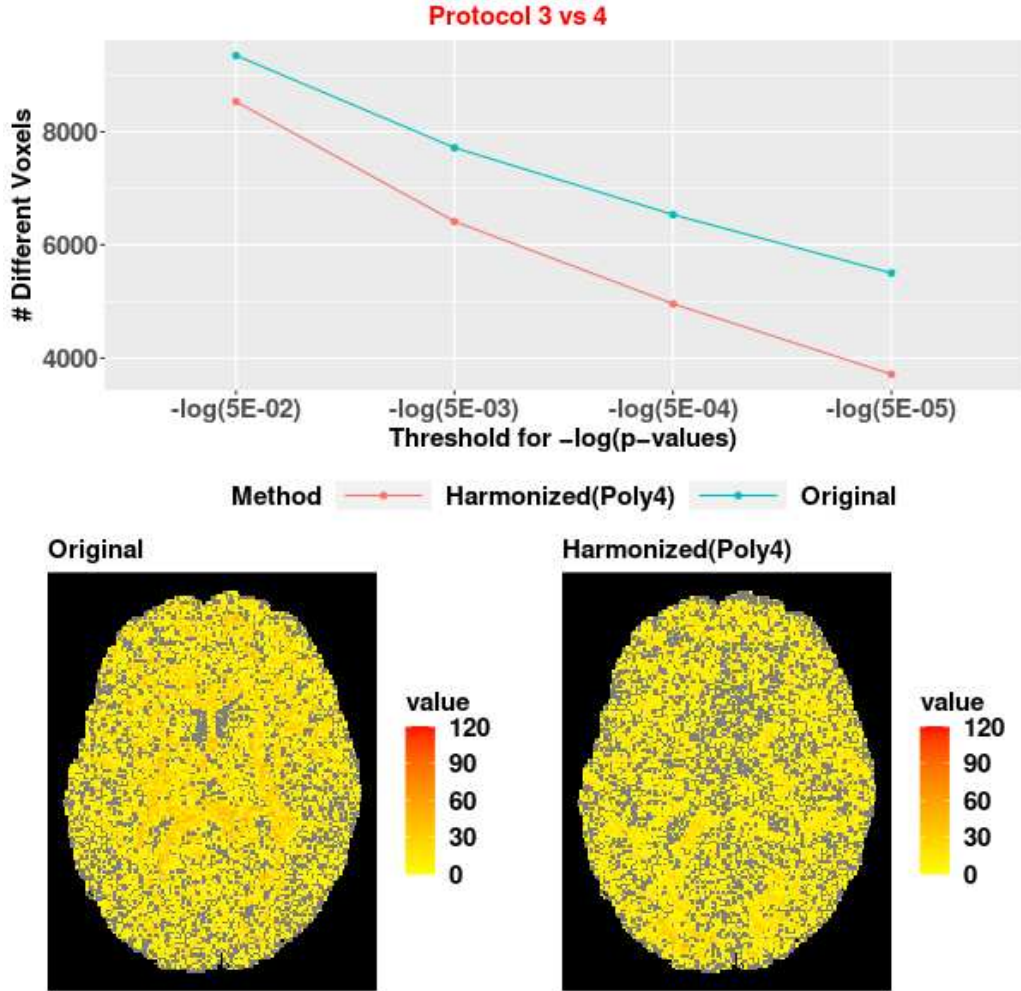 Protocol 3 vs 4
# Different Voxels
8000
6000
4000
-log(5E-02) -log(5E-03) -log(5E-04) -log(5E-05)
Threshold for −log(p−values)
Method Harmonized(Poly4) Original
Original
value
120
90
60
30
0
Harmonized(Poly4)
value
120
90
60
30
0